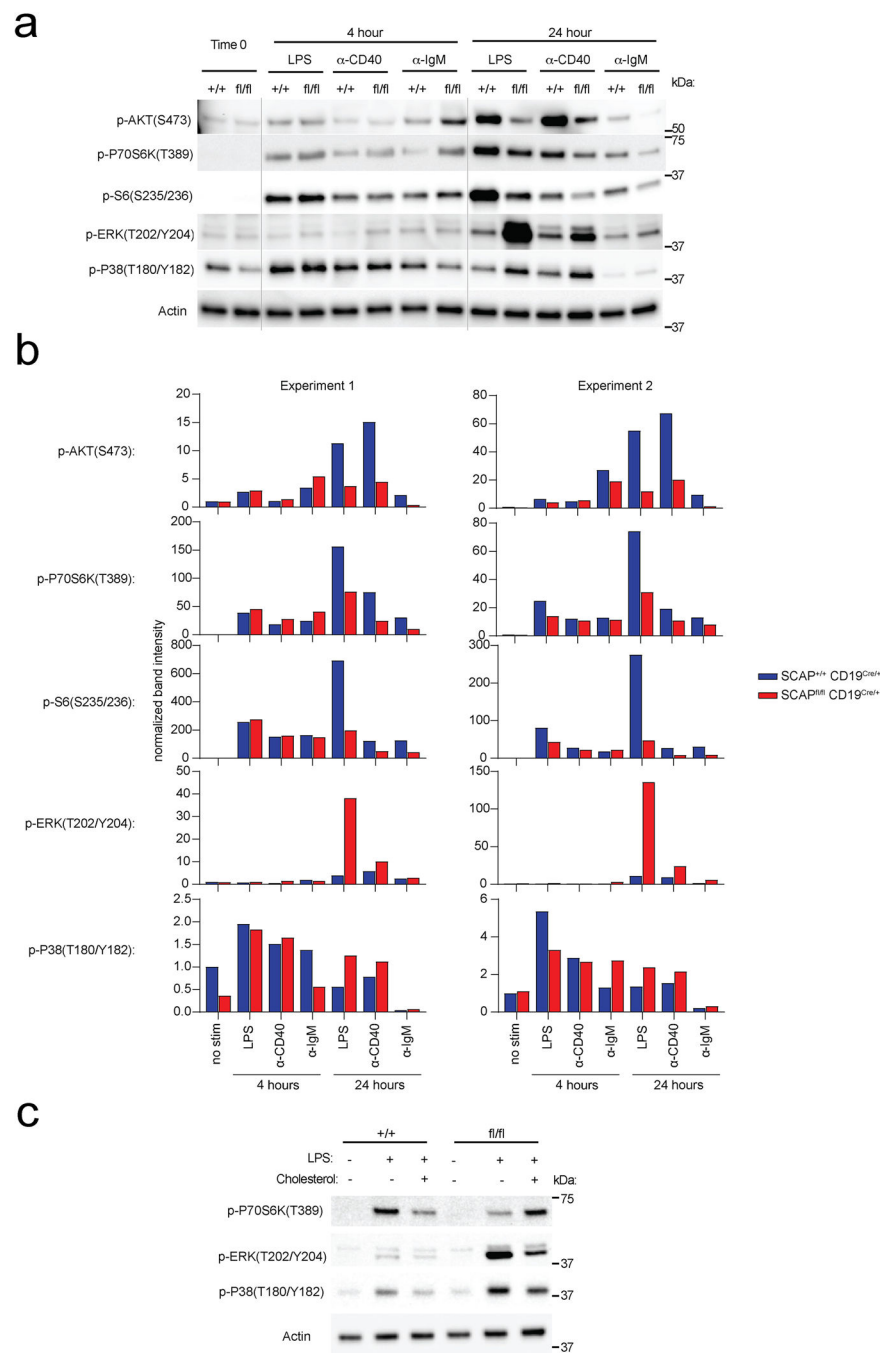 a
Time 0 4 hour 24 hour
LPS α-CD40 α-IgM LPS α-CD40 α-IgM
+/+ fl/fl +/+ fl/fl +/+ fl/fl +/+ fl/fl +/+ fl/fl +/+ fl/fl +/+ fl/fl kDa:
p-AKT(S473) 50
p-P70S6K(T389) 75
37
p-S6(S235/236)
p-ERK(T202/Y204) 37
p-P38(T180/Y182) 37
Actin
37
b
Experiment 1 Experiment 2
normalized band intensity
p-AKT(S473):
20 15 10 5 0
80 60 40 20 0
p-P70S6K(T389):
200 150 100 50 0
80 60 40 20 0
p-S6(S235/236):
800 600 400 200 0
300 200 100 0
SCAP+/+ CD19Cre/+
SCAPfl/fl CD19Cre/+
p-ERK(T202/Y204):
50 40 30 20 10 0
150 100 50 0
p-P38(T180/Y182):
2.5 2.0 1.5 1.0 0.5 0.0
6 4 2 0
no stim LPS α-CD40 α-IgM LPS α-CD40 α-IgM
no stim LPS α-CD40 α-IgM LPS α-CD40 α-IgM
4 hours 24 hours 4 hours 24 hours
c
+/+ fl/fl
LPS: - + + - + +
Cholesterol: - - + - - + kDa:
p-P70S6K(T389) 75
p-ERK(T202/Y204) 37
p-P38(T180/Y182) 37
Actin
37